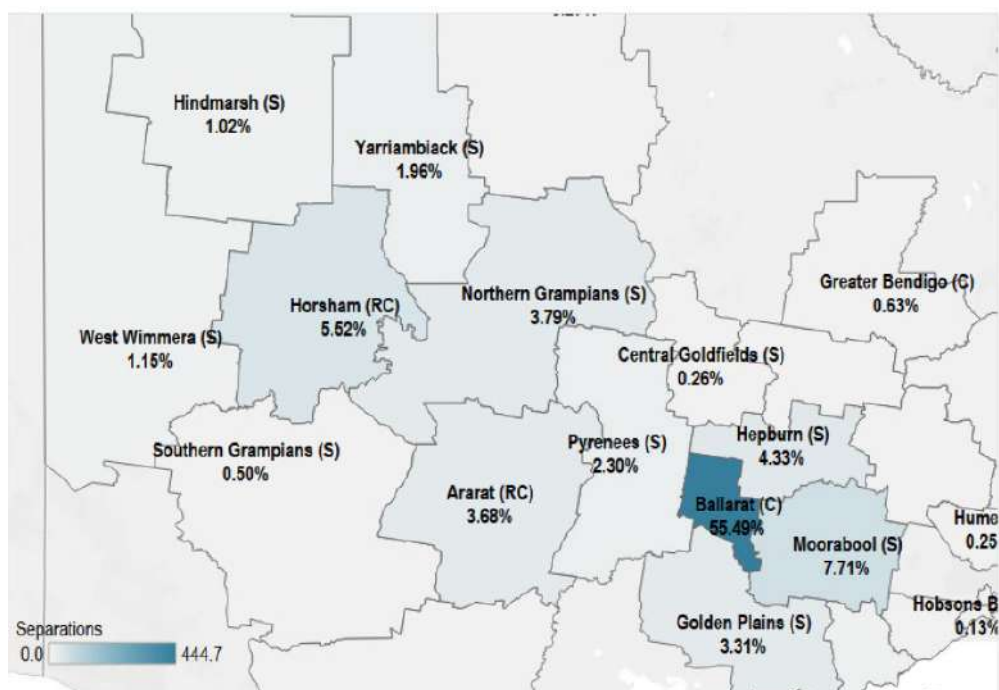 Hindmarsh (S)
1.02%
Yarriambiack (S)
1.96%
Greater Bendigo (C)
0.63%
Northern Grampians (S)
3.79%
Horsham (RC)
5.52%
West Wimmera (S)
1.15%
Central Goldfields (S)
0.26%
Southern Grampians (S)
0.50%
Pyrenees (S)
2.30%
Hepburn (S)
4.33%
Ararat (RC)
3.68%
Ballarat (C)
55.49%
Moorabool (S)
7.71%
Hume
0.25
Hobsons B
0.13%
Golden Plains (S)
3.31%
Separations
0.0 444.7